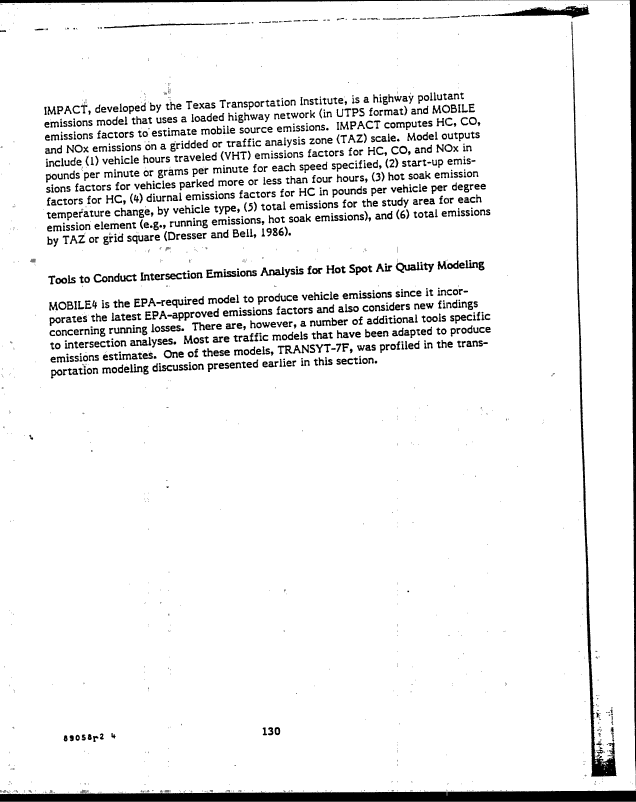 IMPACT, developed by the Texas Transportation Institute, is a highway pollutant
emissions model that uses a loaded highway network (in UTPS format) and MOBILE
emissions factors to estimate mobile source emissions. IMPACT computes HC, CO,
and NOx emissions on a gridded or traffic analysis zone (TAZ) scale. Model outputs
include (1) vehicle hours traveled (VHT) emissions factors for HC, CO, and NOx in
pounds per minute or grams per minute for each speed specified, (2) start-up emis-
sions factors for vehicles parked more or less than four hours, (3) hot soak emission
factors for HC, (4) diurnal emissions factors for HC in pounds per vehicle per degree
temperature change, by vehicle type, (5) total emissions for the study area for each
emission element (e.g., running emissions, hot soak emissions), and (6) total emissions
by TAZ or grid square (Dresser and Bell, 1986).
Tools to Conduct Intersection Emissions Analysis for Hot Spot Air Quality Modeling
MOBILE4 is the EPA-required model to produce vehicle emissions since it incor-
porates the latest EPA-approved emissions factors and also considers new findings
concerning running losses. There are, however, a number of additional tools specific
to intersection analyses. Most are traffic models that have been adapted to produce
emissions estimates. One of these models, TRANSYT-7F, was profiled in the trans-
portation modeling discussion presented earlier in this section.
89058r2 4
130